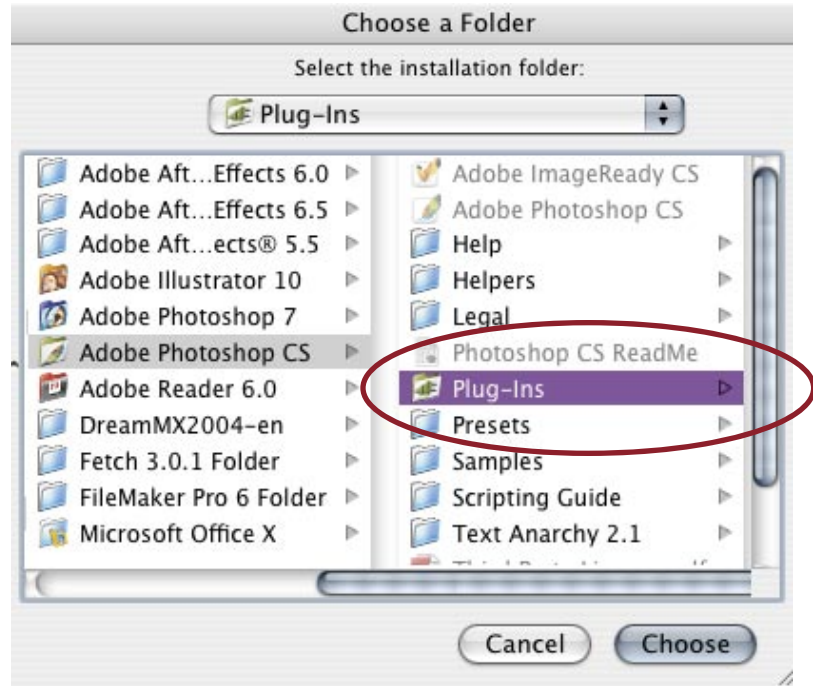 Choose a Folder
Select the installation folder:
Plug-Ins
Adobe Aft...Effects 6.0
Adobe Aft...Effects 6.5
Adobe Aft...ects® 5.5
Adobe Illustrator 10
Adobe Photoshop 7
Adobe Photoshop CS
Adobe Reader 6.0
DreamMX2004-en
Fetch 3.0.1 Folder
FileMaker Pro 6 Folder
Microsoft Office X
Adobe ImageReady CS
Adobe Photoshop CS
Help
Helpers
Legal
Photoshop CS ReadMe
Plug-Ins
Presets
Samples
Scripting Guide
Text Anarchy 2.1
Cancel
Choose